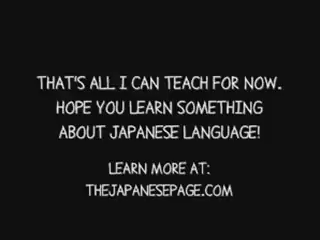 THAT'S ALL I CAN TEACH FOR NOW.
HOPE YOU LEARN SOMETHING
ABOUT JAPANESE LANGUAGE!
LEARN MORE AT:
THEJAPANESEPAGE.COM